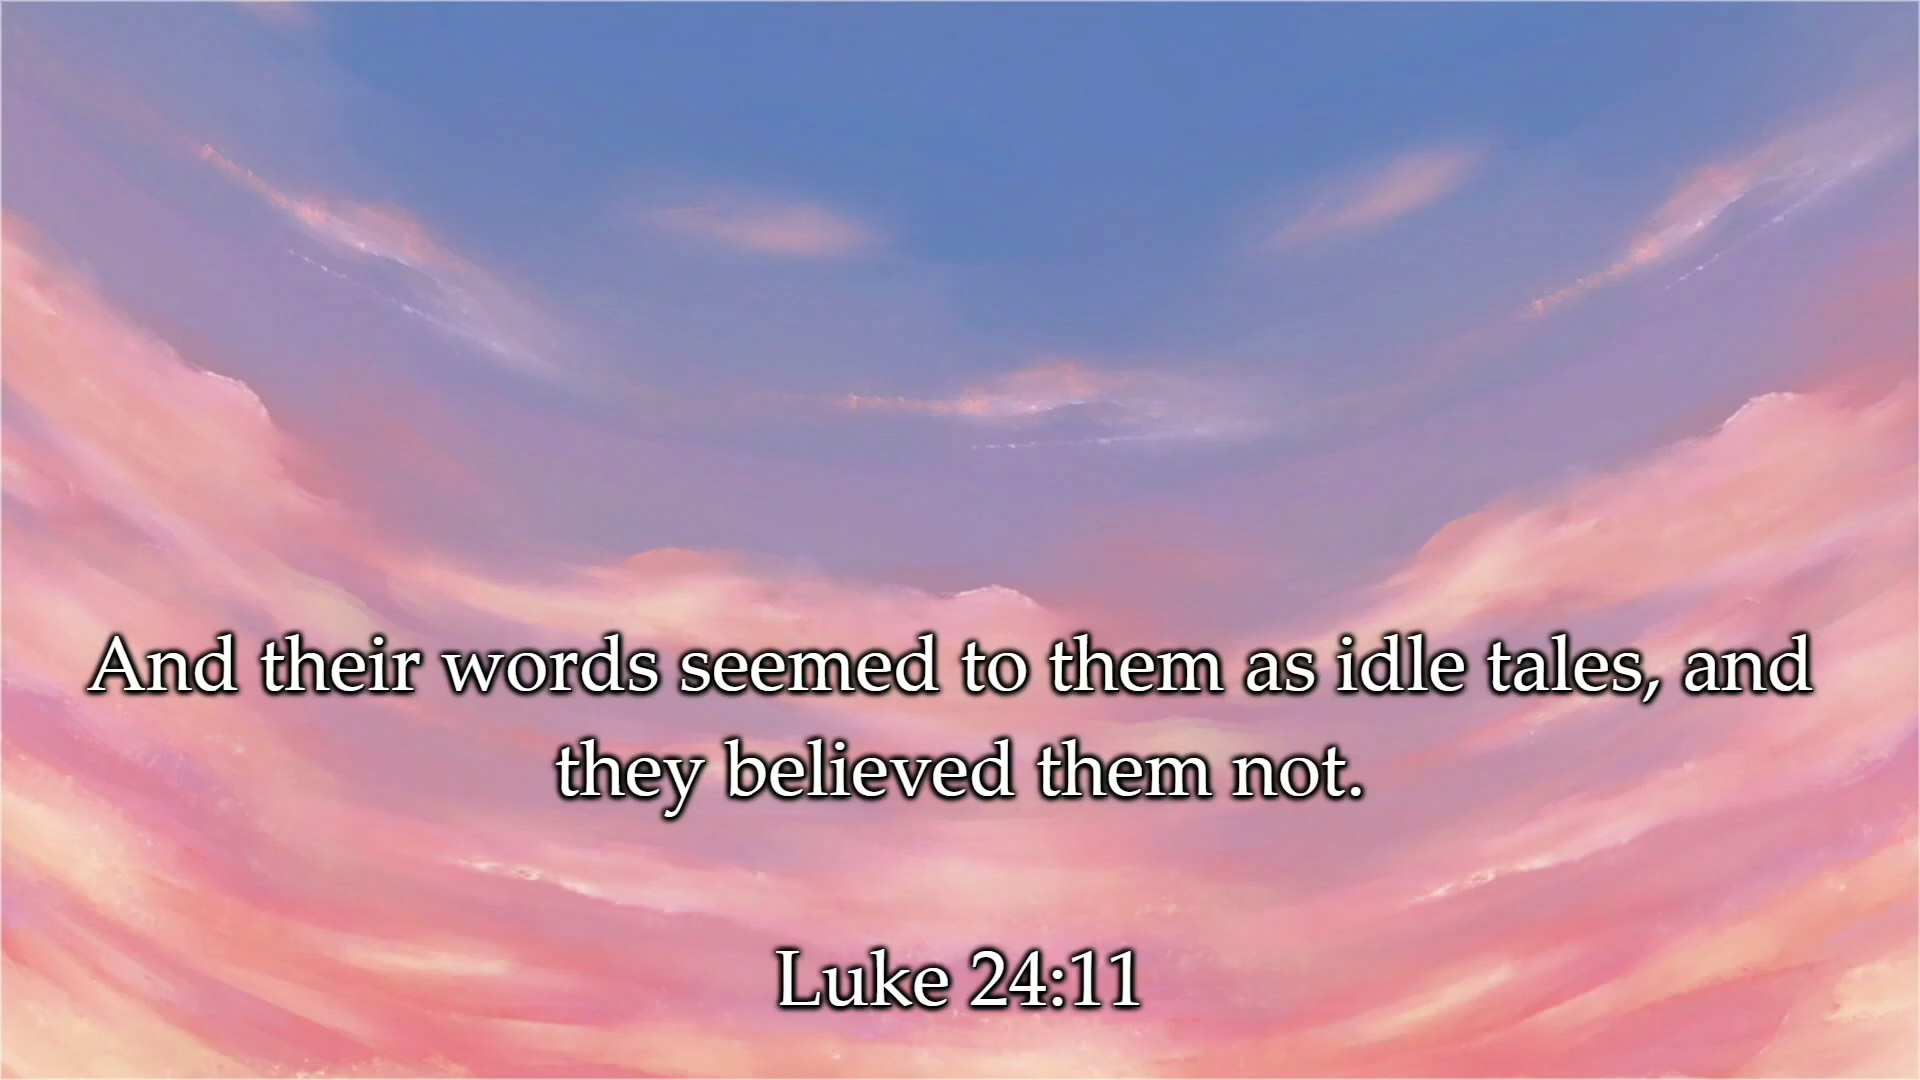 And their words seemed to them as idle tales, and
they believed them not.
Luke 24:11